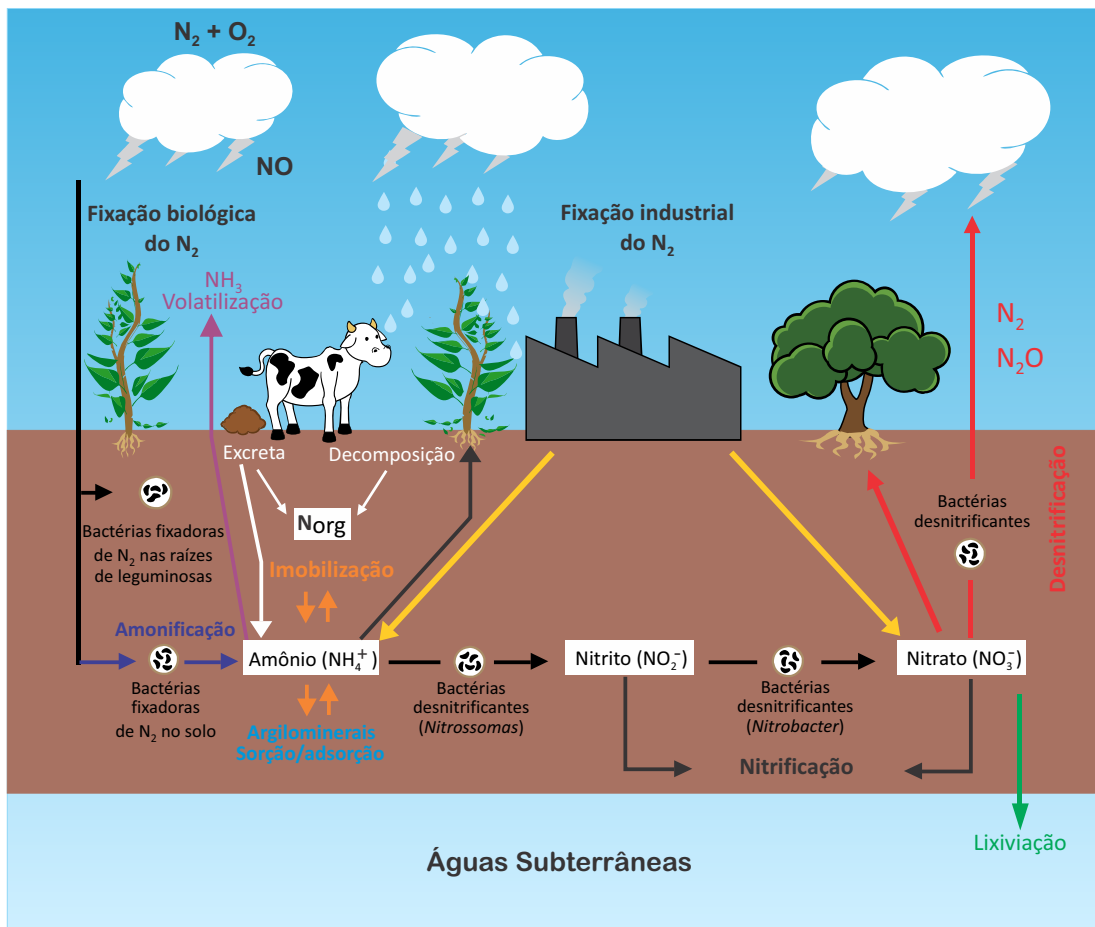 N₂ + O₂
NO
Fixação biológica
do N₂
Fixação industrial
do N₂
NH₃
Volatilização
N₂
N₂O
Excreta
Decomposição
Norg
Bactérias fixadoras
de N₂ nas raízes
de leguminosas
Bactérias
desnitrificantes
Desnitrificação
Imobilização
Amonificação
Amônio (NH₄⁺)
Nitrito (NO₂⁻)
Nitrato (NO₃⁻)
Bactérias
fixadoras
de N₂ no solo
Bactérias
desnitrificantes
(Nitrossomas)
Bactérias
desnitrificantes
(Nitrobacter)
Argilominerais
Sorção/adsorção
Nitrificação
Lixiviação
Águas Subterrâneas